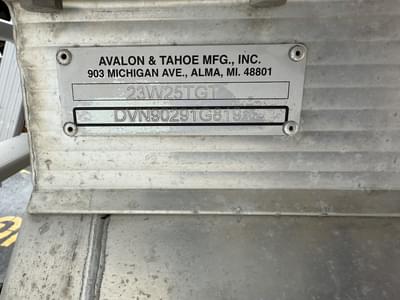 AVALON & TAHOE MFG., INC.
903 MICHIGAN AVE., ALMA, MI. 48801
23W25TGT